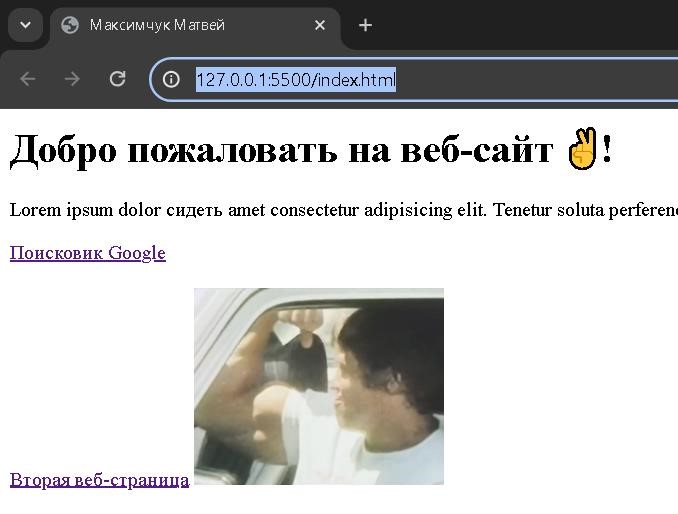 Максимчук Матвей
127.0.0.1:5500/index.html
Добро пожаловать на веб-сайт ✌!
Lorem ipsum dolor сидеть amet consectetur adipisicing elit. Tenetur soluta
Поисковик Google
Вторая веб-страница